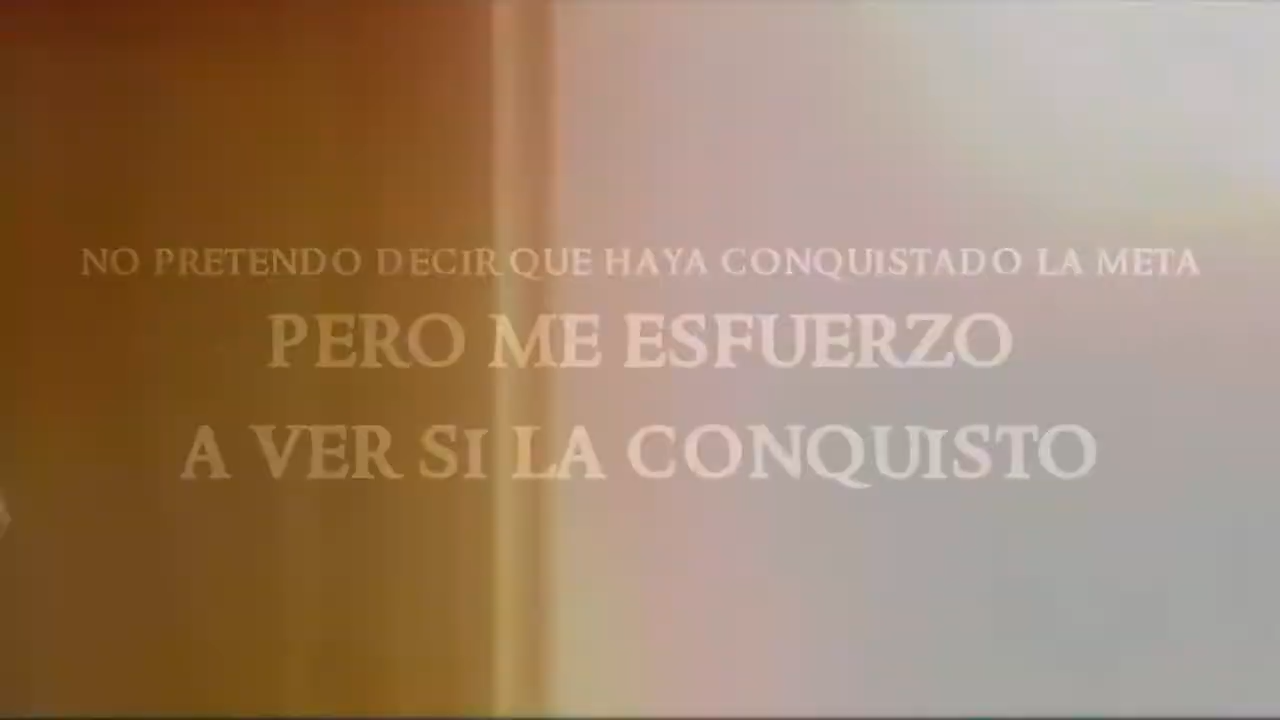 NO PRETENDO DECIR QUE HAYA CONQUISTADO LA META
PERO ME ESFUERZO
A VER SI LA CONQUISTO